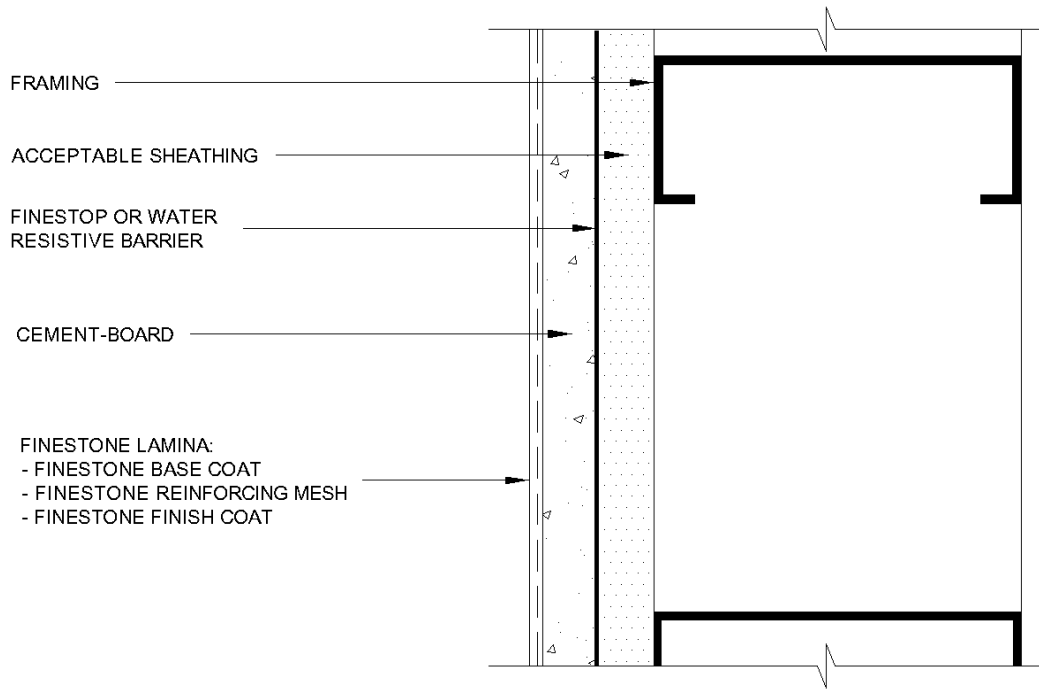 FRAMING
ACCEPTABLE SHEATHING
FINESTOP OR WATER
RESISTIVE BARRIER
CEMENT-BOARD
FINESTONE LAMINA:
- FINESTONE BASE COAT
- FINESTONE REINFORCING MESH
- FINESTONE FINISH COAT